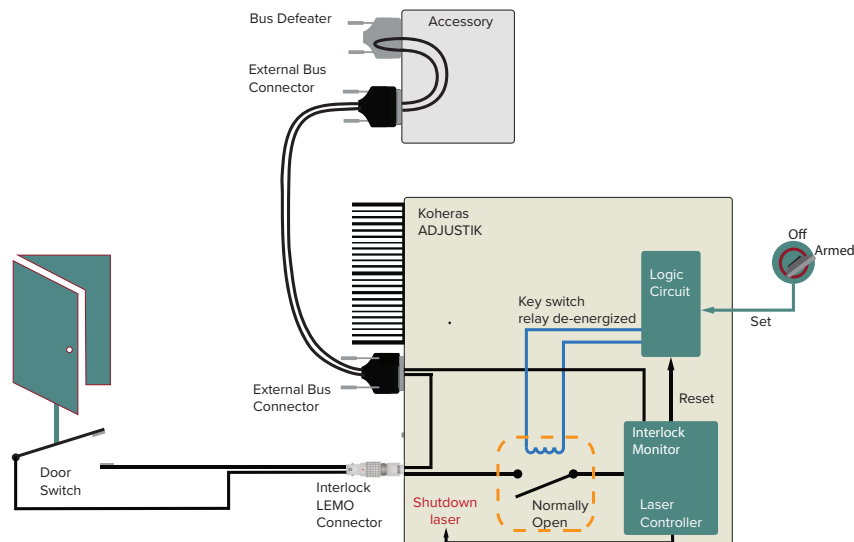 Bus Defeater
Accessory
External Bus
Connector
Koheras
ADJUSTIK
Off
Armed
Logic
Circuit
Key switch
relay de-energized
Set
External Bus
Connector
Reset
Interlock
Monitor
Door
Switch
Interlock
LEMO
Connector
Shutdown
laser
Normally
Open
Laser
Controller